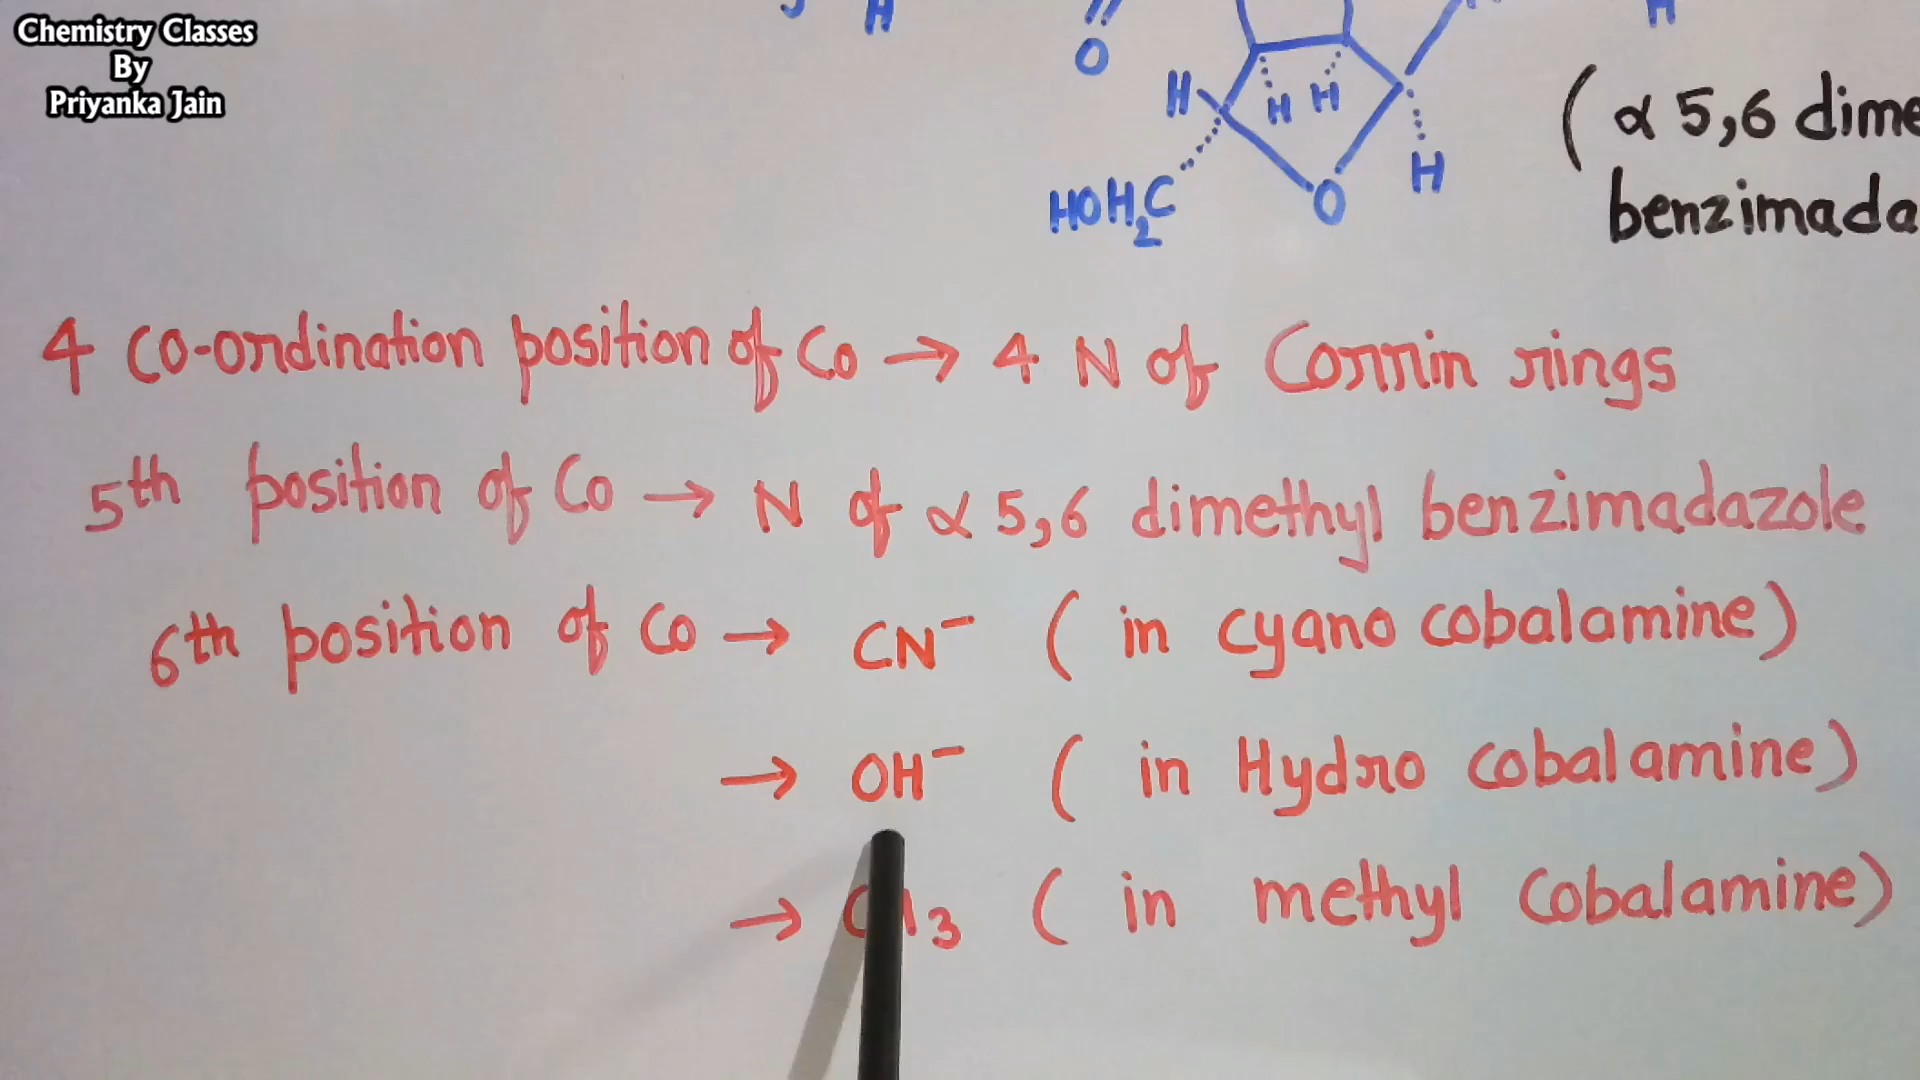 Chemistry Classes
By
Priyanka Jain
H
O
H
H
H
H
H
HOH₂C
O
(α 5,6 dime
benzimada
4 Co-ordination position of Co → 4 N of Corrin rings
5th position of Co → N of α 5,6 dimethyl benzimadazole
6th position of Co → CN⁻ ( in cyano cobalamine)
→ OH⁻ ( in Hydro cobalamine)
→ ( in methyl Cobalamine)